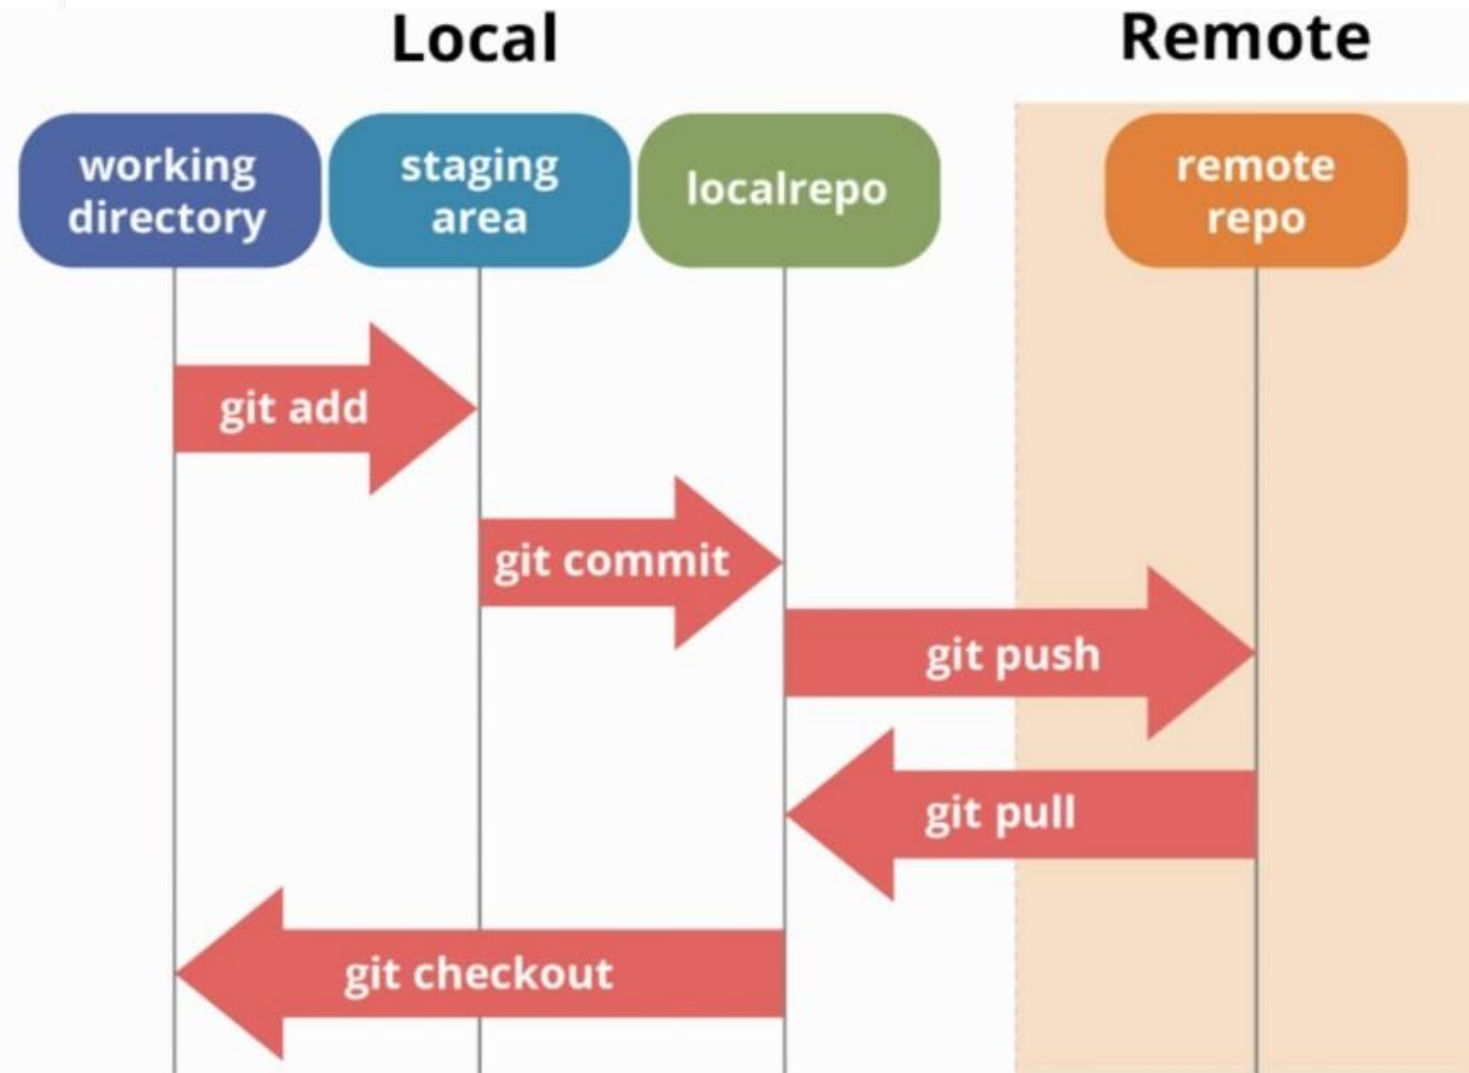 Local
Remote
working
directory
staging
area
localrepo
remote
repo
git add
git commit
git push
git pull
git checkout